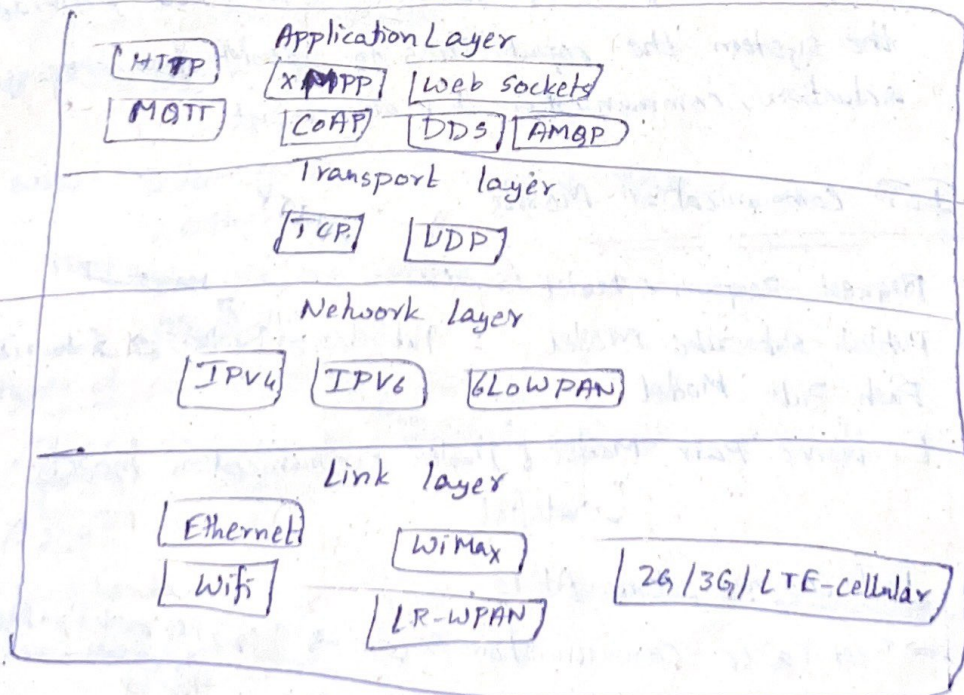 Application Layer
HTTP
XMPP
Web Sockets
MQTT
CoAP
DDS
AMQP
Transport layer
TCP.
UDP
Network Layer
IPV4
IPV6
6LoWPAN
Link layer
Ethernet
WiMax
Wifi
LR-WPAN
2G/3G/LTE-cellular